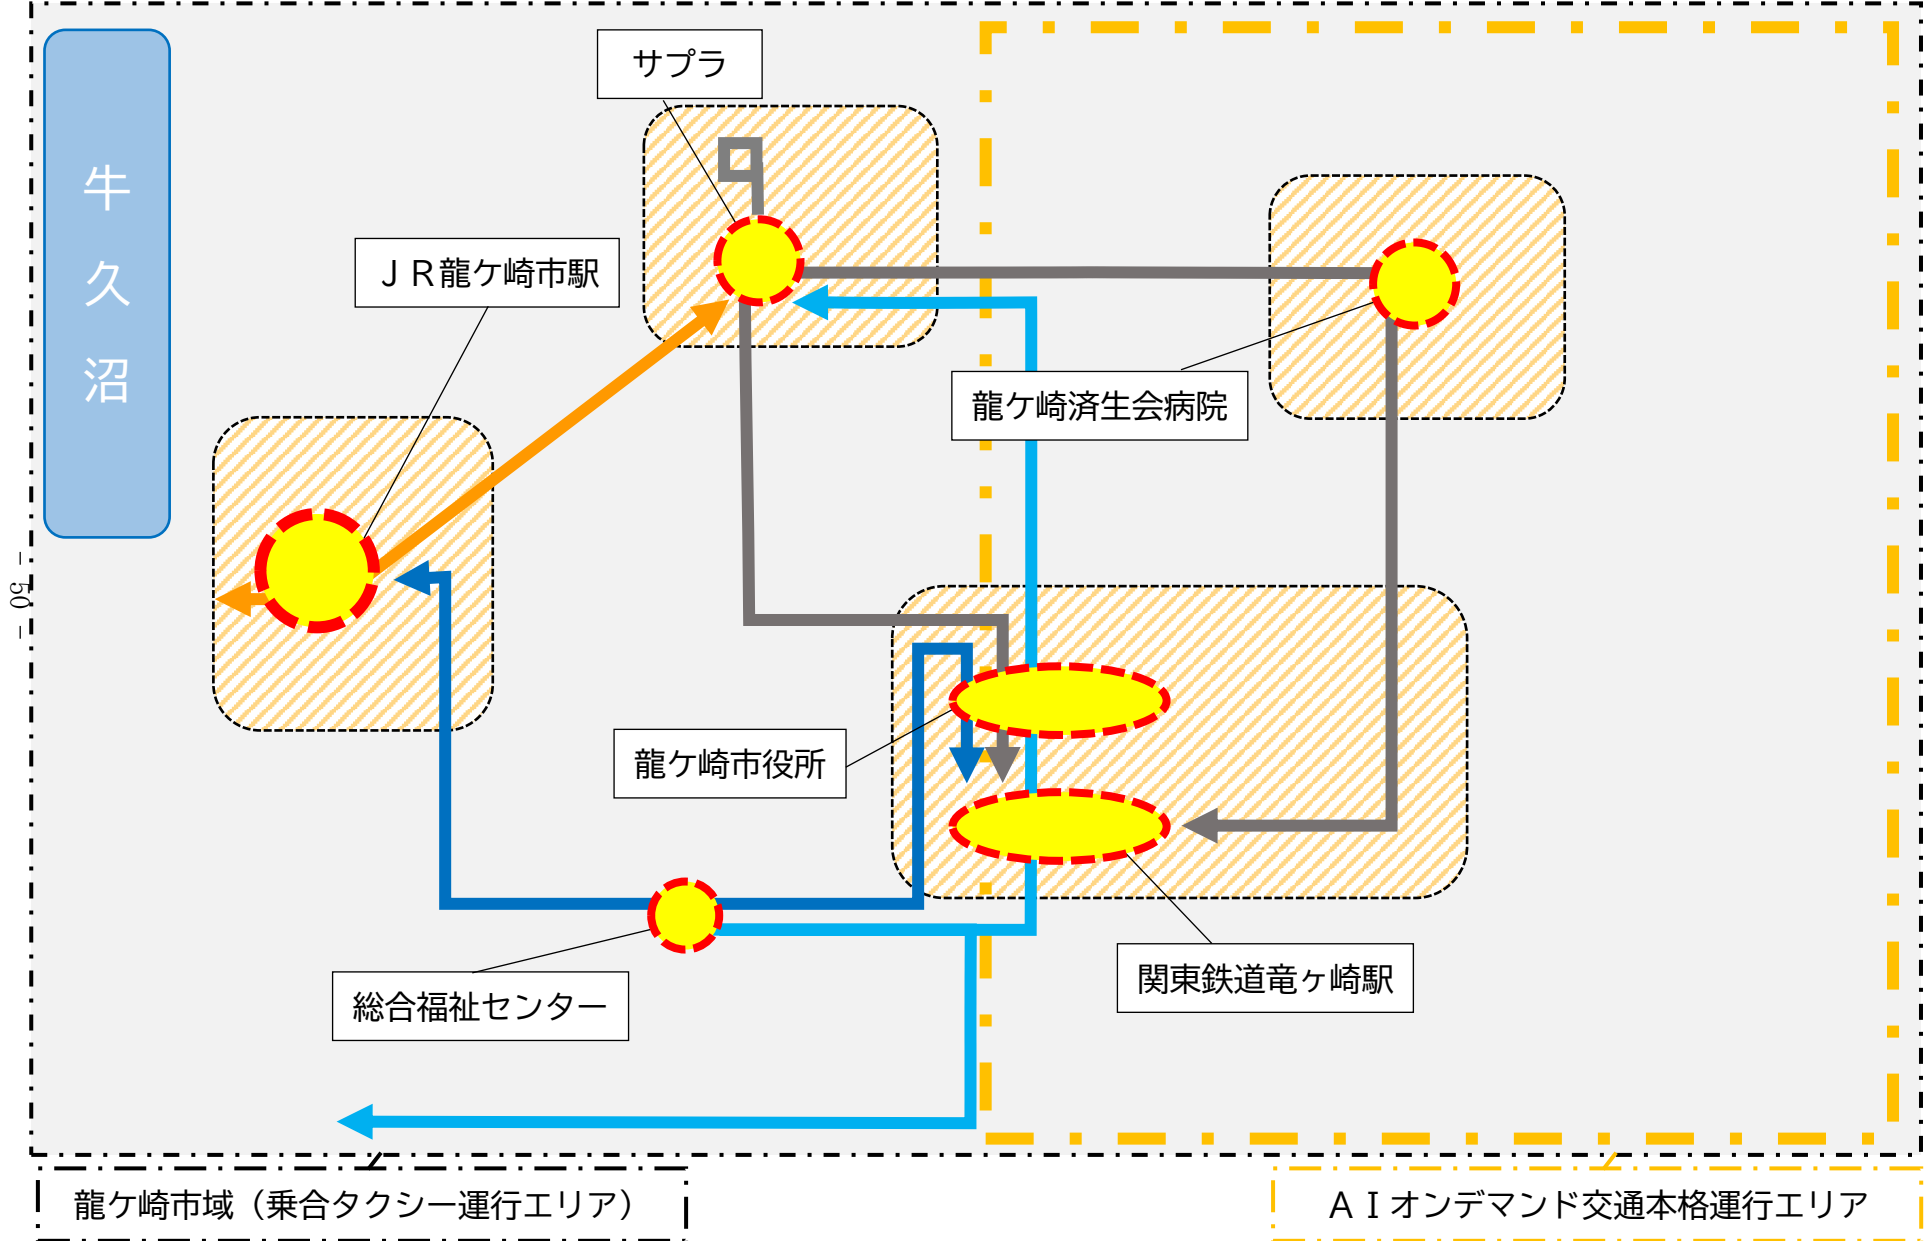 サプラ
牛久沼
ＪＲ龍ケ崎市駅
龍ケ崎済生会病院
- 50 -
龍ケ崎市役所
関東鉄道竜ヶ崎駅
総合福祉センター
龍ケ崎市域（乗合タクシー運行エリア）
ＡＩオンデマンド交通本格運行エリア